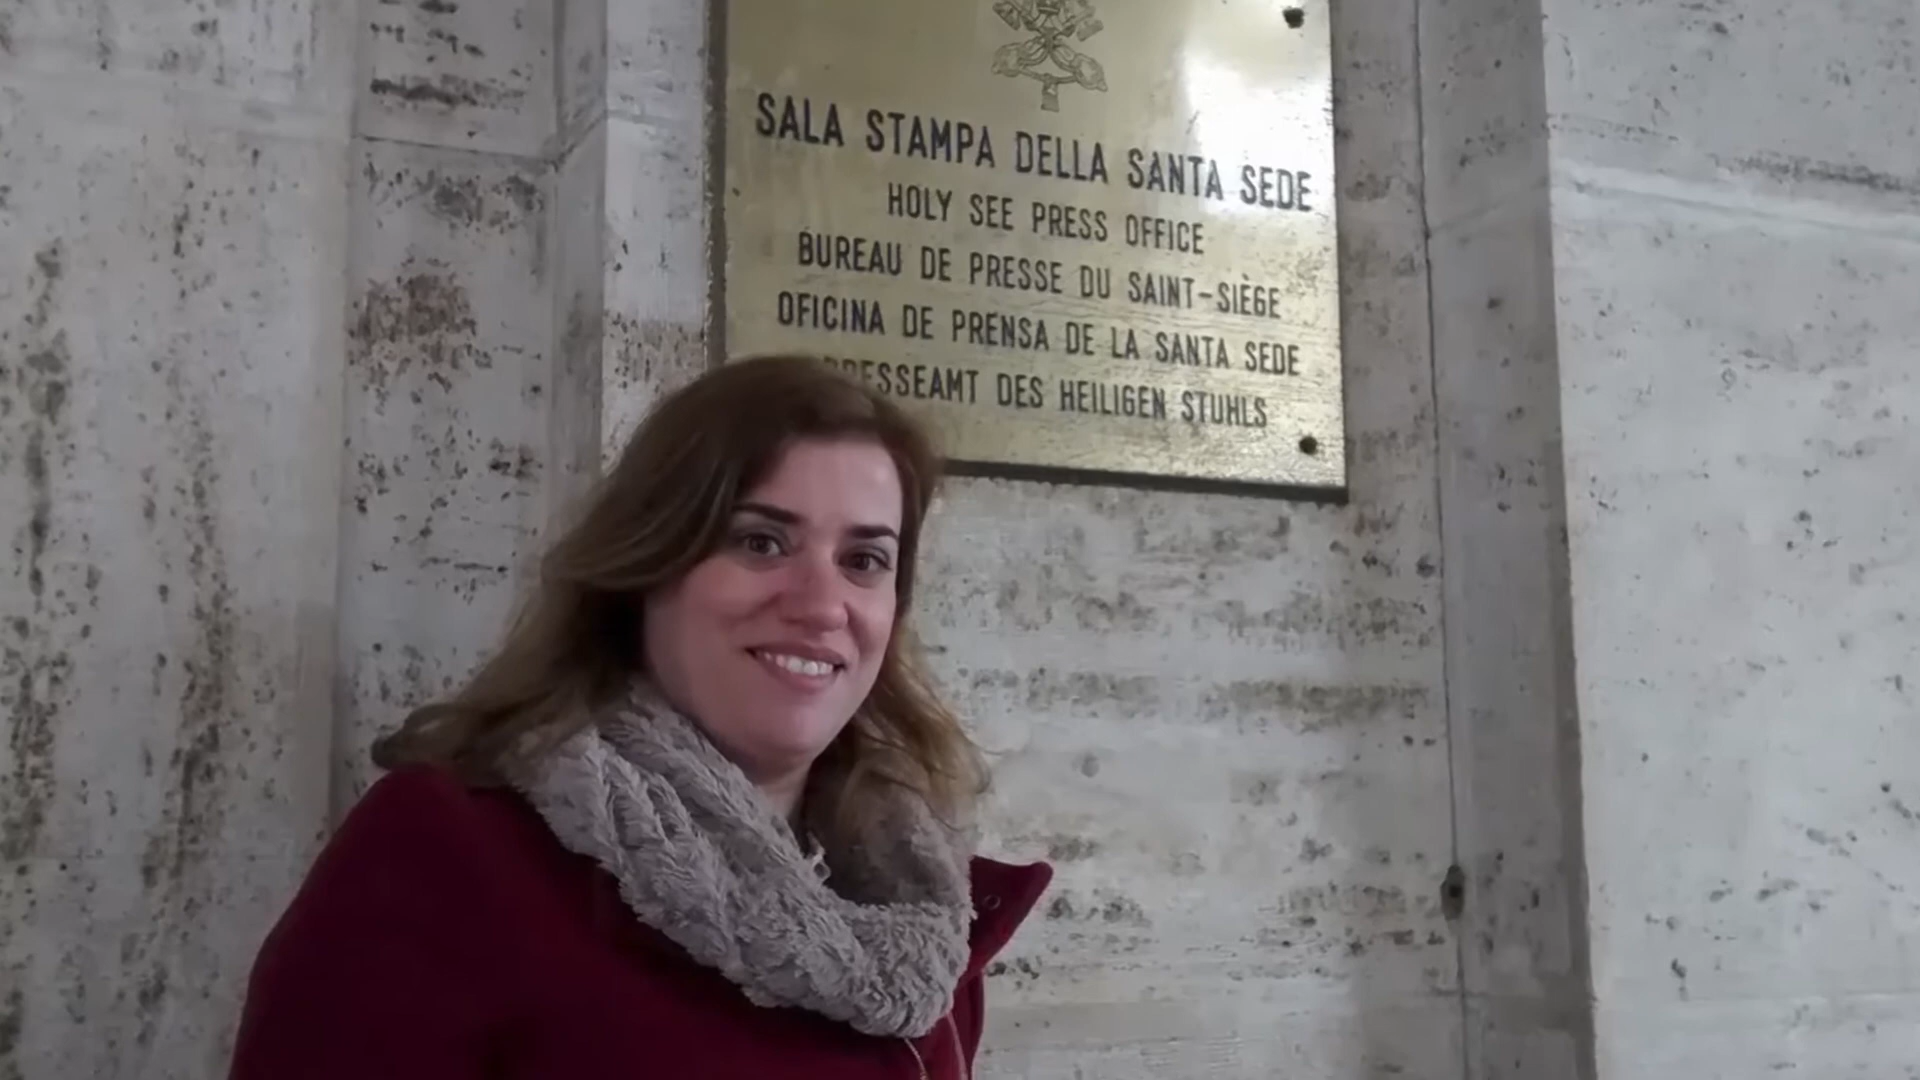 SALA STAMPA DELLA SANTA SEDE
HOLY SEE PRESS OFFICE
BUREAU DE PRESSE DU SAINT-SIÈGE
OFICINA DE PRENSA DE LA SANTA SEDE
PRESSEAMT DES HEILIGEN STUHLS